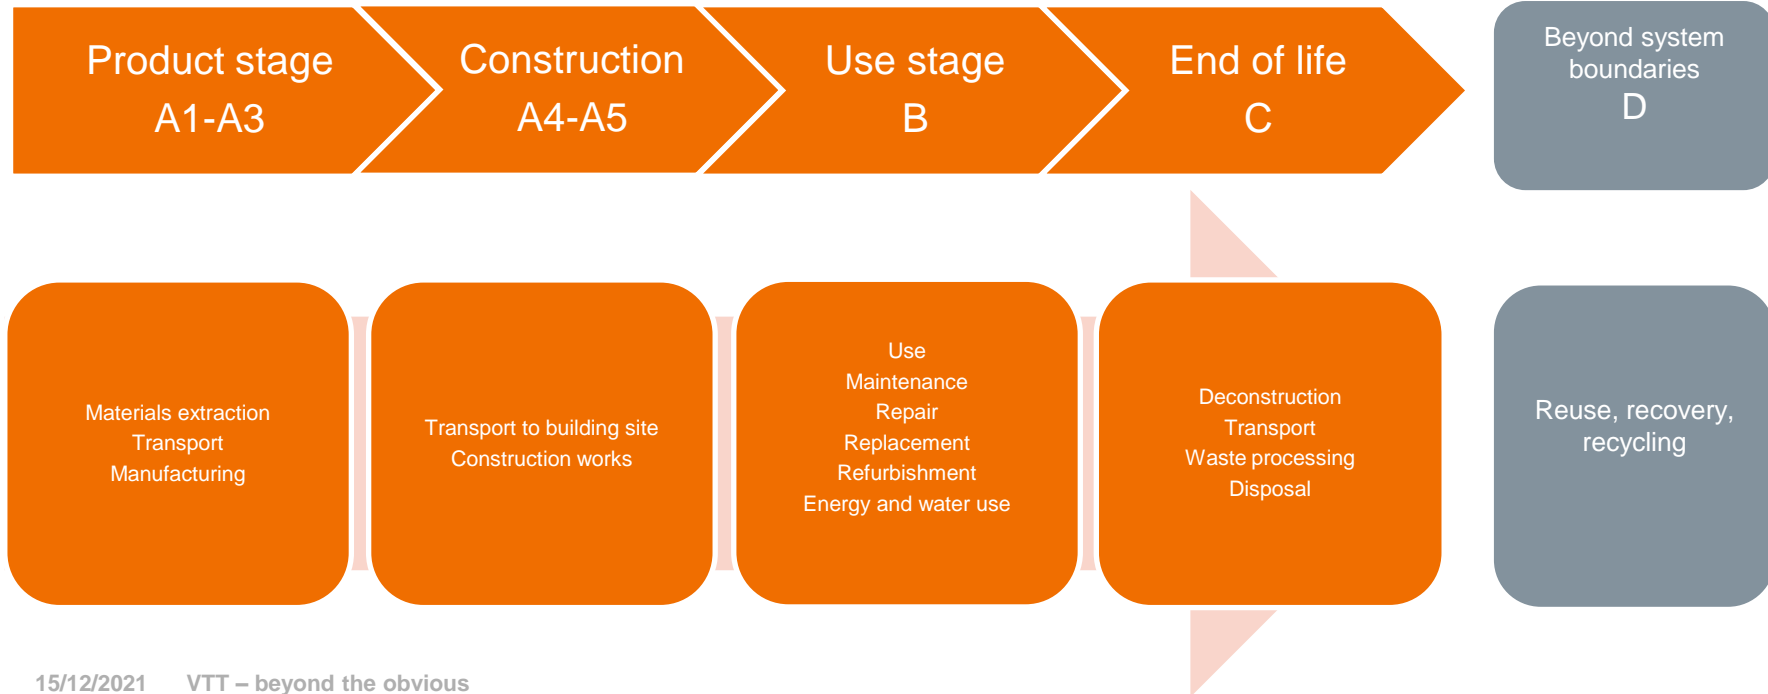 Product stage
A1-A3
Construction
A4-A5
Use stage
B
End of life
C
Beyond system
boundaries
D
Materials extraction
Transport
Manufacturing
Transport to building site
Construction works
Use
Maintenance
Repair
Replacement
Refurbishment
Energy and water use
Deconstruction
Transport
Waste processing
Disposal
Reuse, recovery,
recycling
15/12/2021 VTT – beyond the obvious